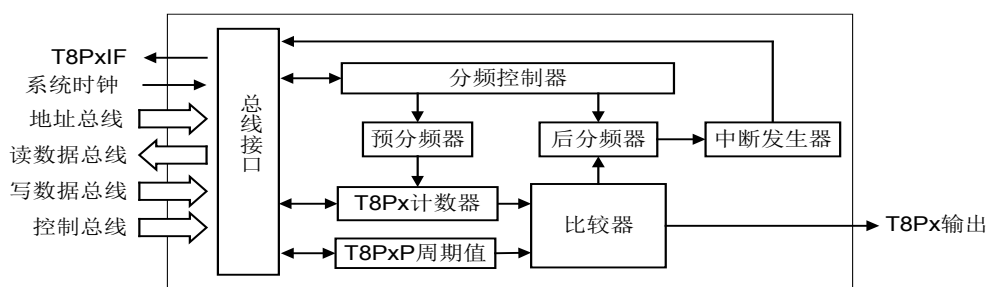 T8PxIF
系统时钟
地址总线
读数据总线
写数据总线
控制总线
总线接口
分频控制器
预分频器
后分频器
中断发生器
T8Px计数器
比较器
T8PxP周期值
T8Px输出